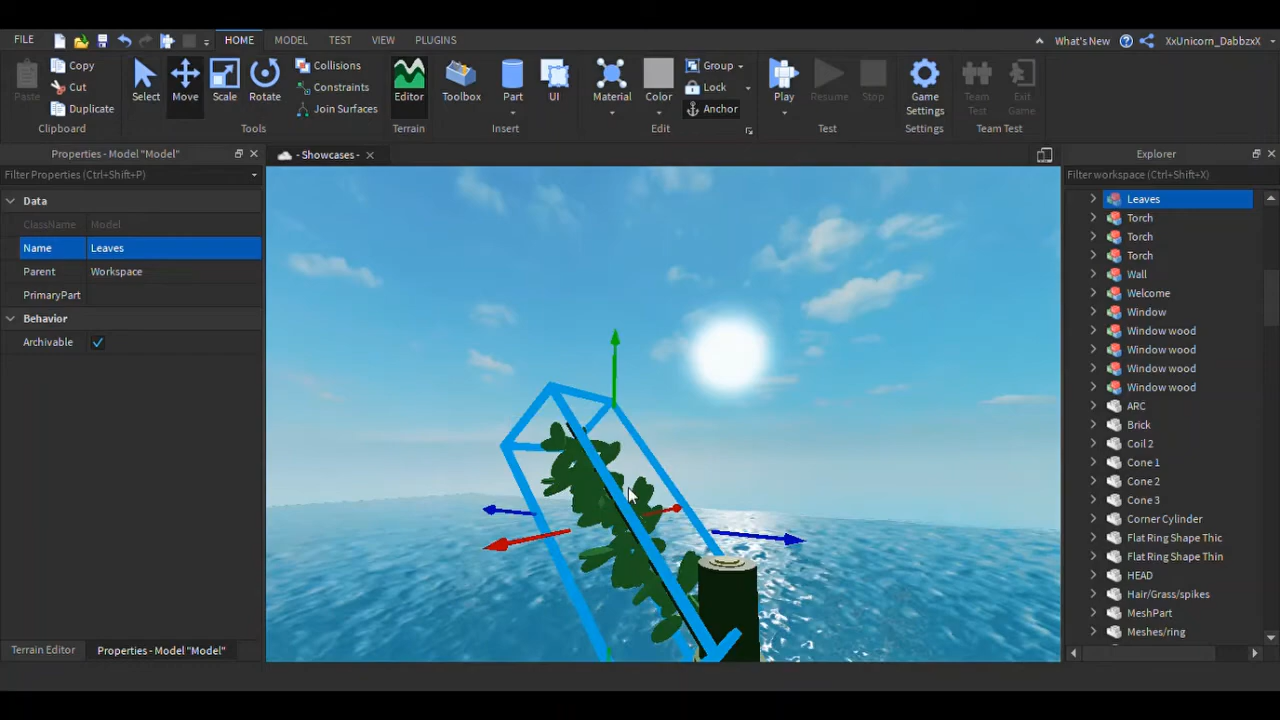 FILE HOME MODEL TEST VIEW PLUGINS What's New XxUnicorn_DabbzxX
Paste Copy Cut Duplicate Select Move Scale Rotate Collisions Constraints Join Surfaces Editor Toolbox Part UI Material Color Group Lock Anchor Play Resume Stop Game Settings Team Test Exit Game
Clipboard Tools Terrain Insert Edit Test Settings Team Test
Properties - Model "Model"
Filter Properties (Ctrl+Shift+P)
Data
ClassName Model
Name Leaves
Parent Workspace
PrimaryPart
Behavior
Archivable
Terrain Editor Properties - Model "Model"
- Showcases -
Explorer
Filter workspace (Ctrl+Shift+X)
Leaves
Torch
Torch
Torch
Wall
Welcome
Window
Window wood
Window wood
Window wood
Window wood
ARC
Brick
Coil 2
Cone 1
Cone 2
Cone 3
Corner Cylinder
Flat Ring Shape Thic
Flat Ring Shape Thin
HEAD
Hair/Grass/spikes
MeshPart
Meshes/ring